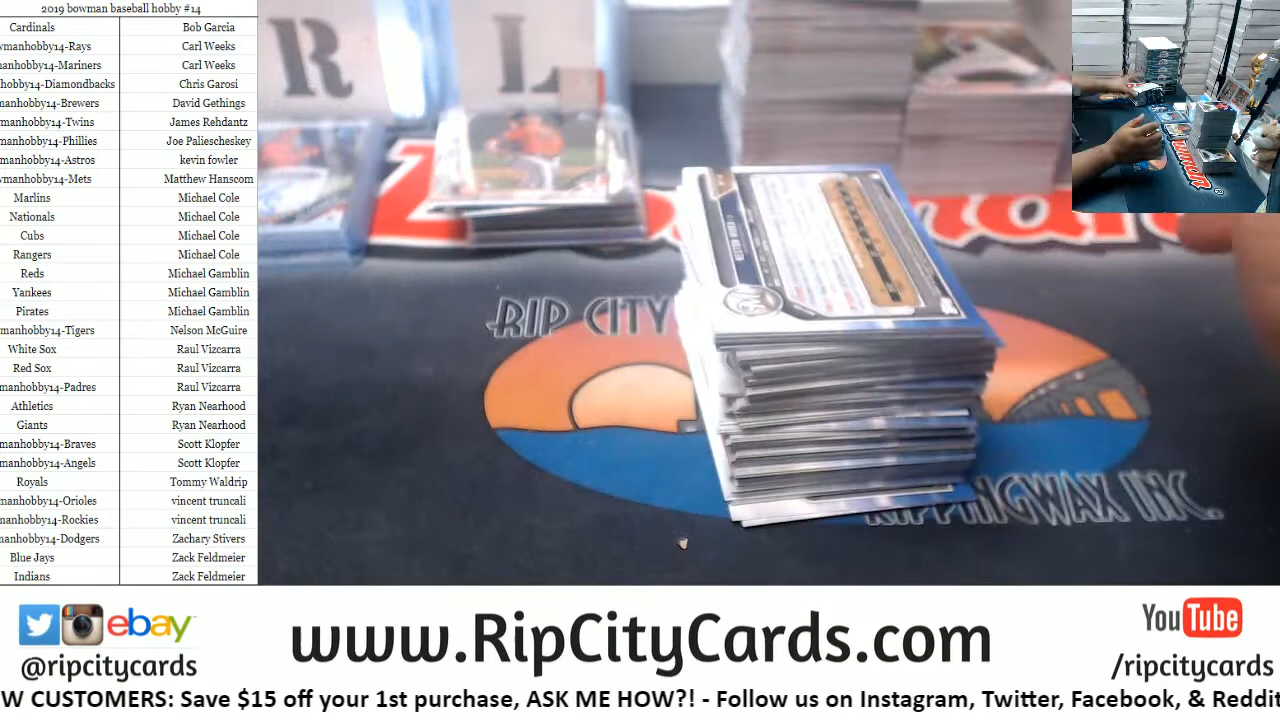 2019 bowman baseball hobby #14
Cardinals Bob Garcia
wmanhobby14-Rays Carl Weeks
manhobby14-Mariners Carl Weeks
hobby14-Diamondbacks Chris Garosi
manhobby14-Brewers David Gethings
wmanhobby14-Twins James Rehdantz
manhobby14-Phillies Joe Paliescheskey
manhobby14-Astros kevin fowler
wmanhobby14-Mets Matthew Hanscom
Marlins Michael Cole
Nationals Michael Cole
Cubs Michael Cole
Rangers Michael Cole
Reds Michael Gamblin
Yankees Michael Gamblin
Pirates Michael Gamblin
manhobby14-Tigers Nelson McGuire
White Sox Raul Vizcarra
Red Sox Raul Vizcarra
manhobby14-Padres Raul Vizcarra
Athletics Ryan Nearhood
Giants Ryan Nearhood
manhobby14-Braves Scott Klopfer
manhobby14-Angels Scott Klopfer
Royals Tommy Waldrip
manhobby14-Orioles vincent truncali
manhobby14-Rockies vincent truncali
manhobby14-Dodgers Zachary Stivers
Blue Jays Zack Feldmeier
Indians Zack Feldmeier
R L
wman
RIP CITY
RIPPINGWAX INC.
ebay
@ripcitycards
www.RipCityCards.com
YouTube
/ripcitycards
W CUSTOMERS: Save $15 off your 1st purchase, ASK ME HOW?! - Follow us on Instagram, Twitter, Facebook, & Reddit